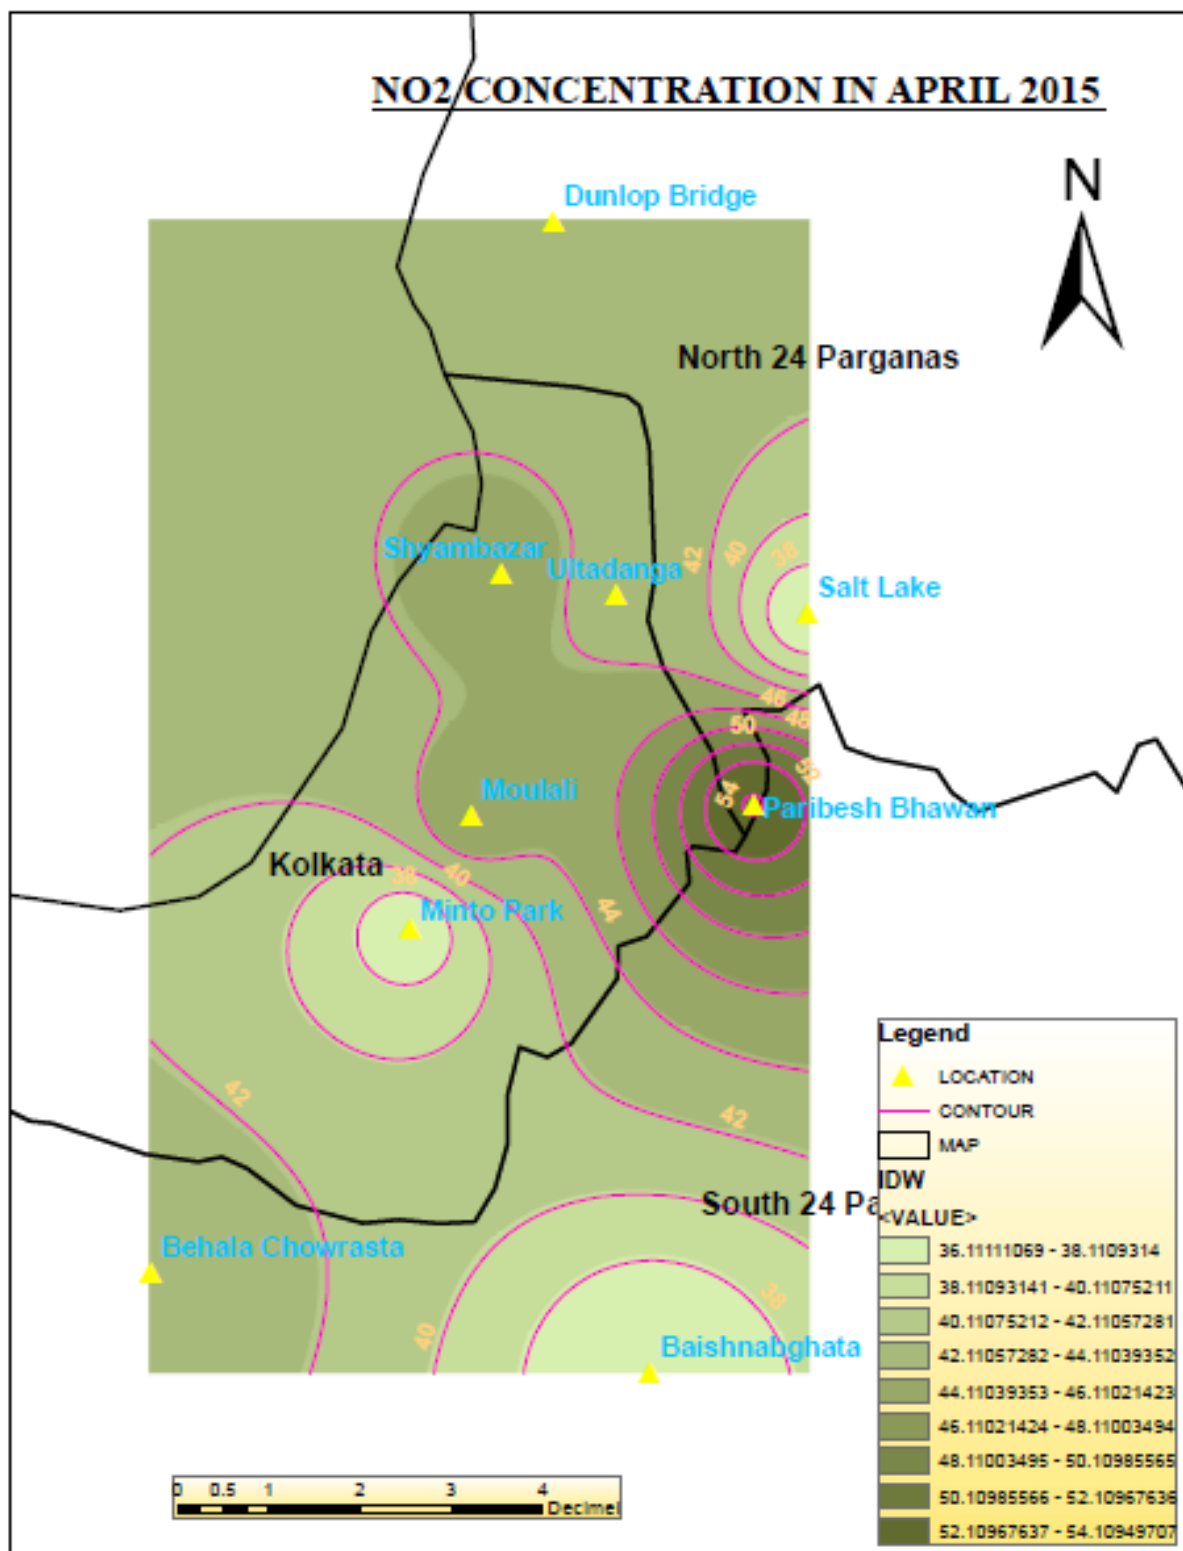 NO2 CONCENTRATION IN APRIL 2015
N
Dunlop Bridge
North 24 Parganas
Shyambazar
Ultadanga
42
40
38
Salt Lake
46
48
50
52
54
Paribesh Bhawan
Moulali
Kolkata
38
40
Minto Park
44
42
42
South 24 Pa
Behala Chowrasta
38
40
Baishnabghata
Legend
LOCATION
CONTOUR
MAP
IDW
<VALUE>
36.11111069 - 38.1109314
38.11093141 - 40.11075211
40.11075212 - 42.11057281
42.11057282 - 44.11039352
44.11039353 - 46.11021423
46.11021424 - 48.11003494
48.11003495 - 50.10985565
50.10985566 - 52.10967636
52.10967637 - 54.10949707
0 0.5 1 2 3 4
Decimel